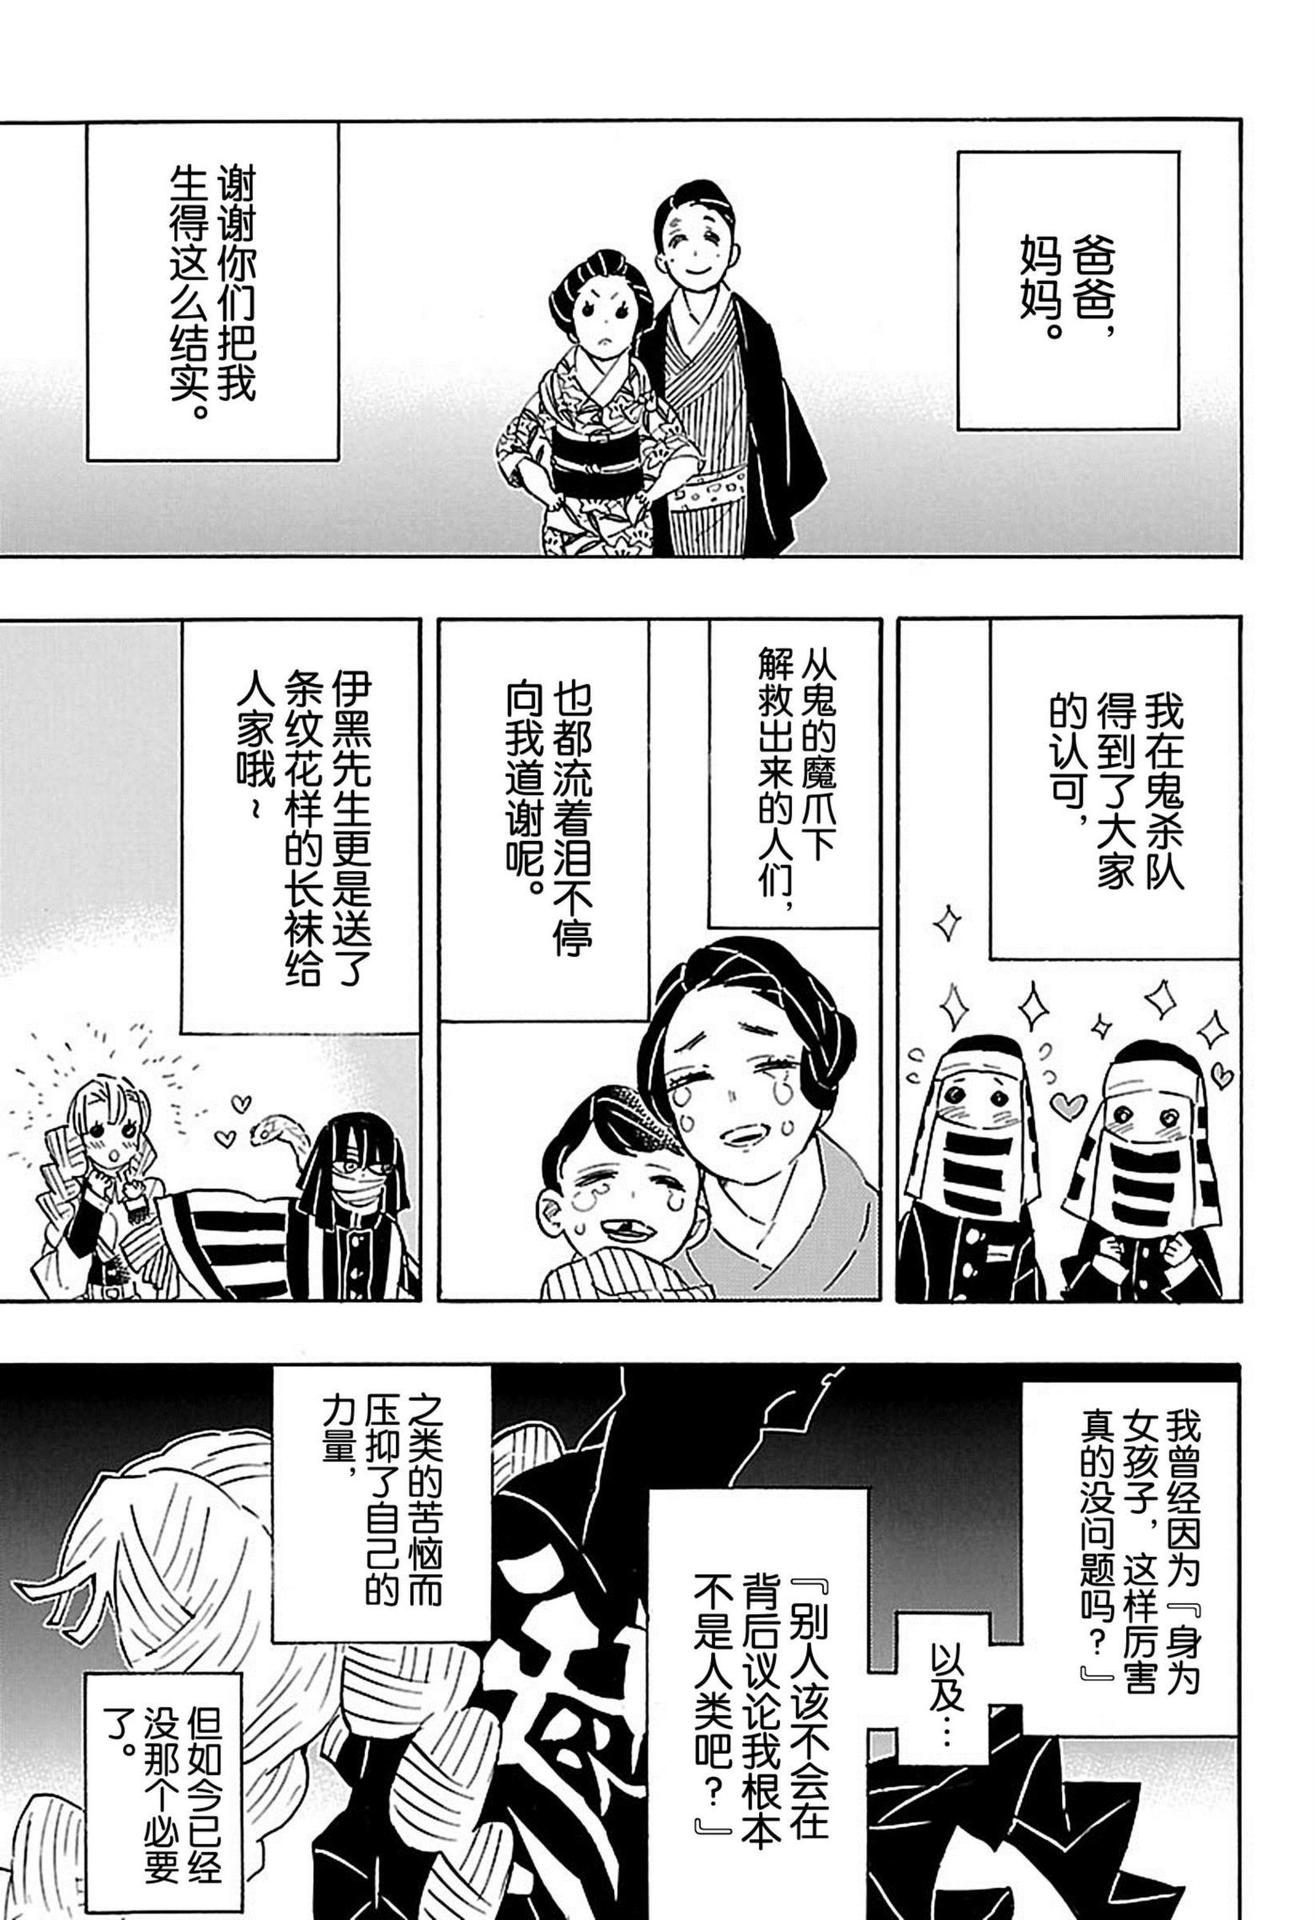 爸爸，
妈妈。
谢谢你们把我
生得这么结实。
我在鬼杀队
得到了大家
的认可，
从鬼的魔爪下
解救出来的人们，
也都流着泪不停
向我道谢呢。
伊黑先生更是送了
条纹花样的长袜给
人家哦~
我曾经因为『身为
女孩子，这样厉害
真的没问题吗？』
以及…
『别人该不会在
背后议论我根本
不是人类吧？』
之类的苦恼而
压抑了自己的
力量，
但如今已经
没那个必要
了。